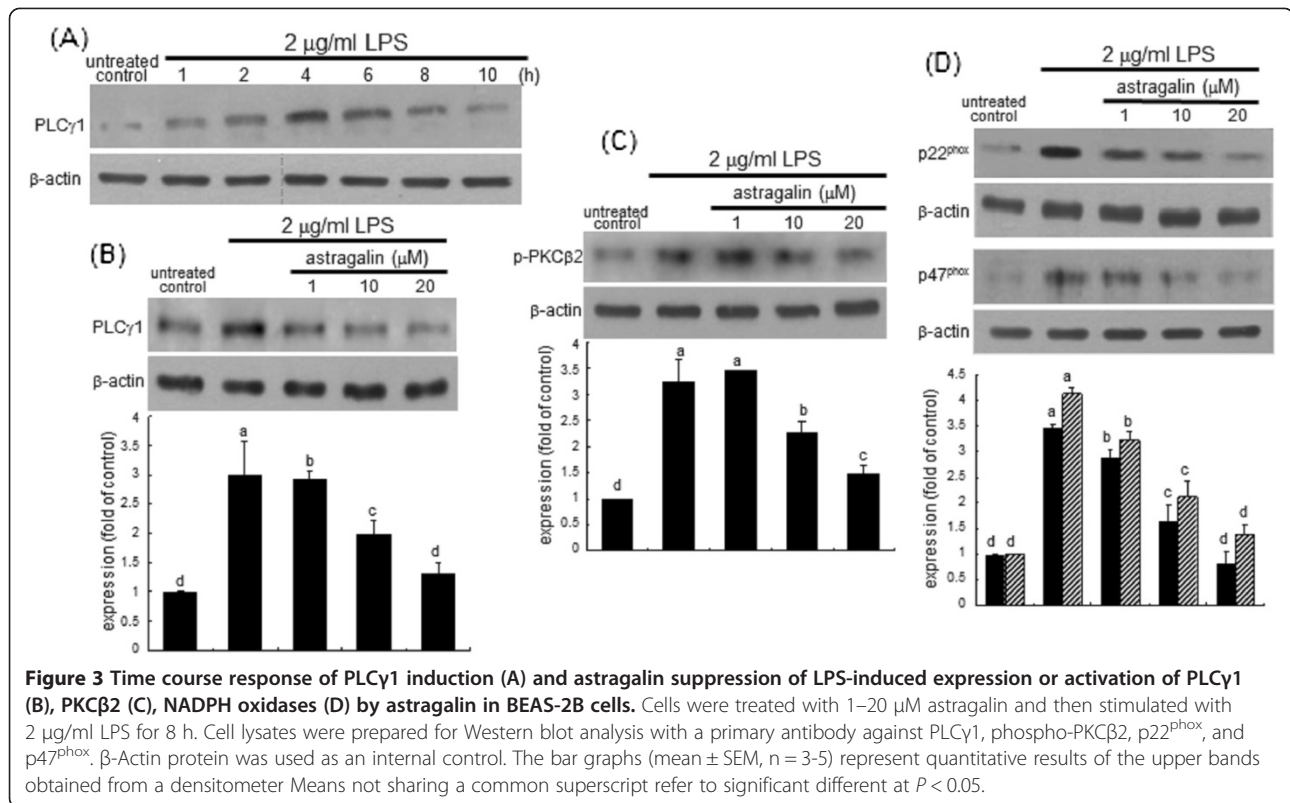 (A)
2 μg/ml LPS
untreated
control 1 2 4 6 8 10 (h)
PLCγ1
β-actin
(B)
2 μg/ml LPS
untreated
control
astragalin (μM)
1 10 20
PLCγ1
β-actin
expression (fold of control)
4
3.5
3
2.5
2
1.5
1
0.5
0
d a b c d
(C)
2 μg/ml LPS
untreated
control
astragalin (μM)
1 10 20
p-PKCβ2
β-actin
expression (fold of control)
4
3.5
3
2.5
2
1.5
1
0.5
0
d a a b c
(D)
2 μg/ml LPS
untreated
control
astragalin (μM)
1 10 20
p22phox
β-actin
p47phox
β-actin
expression (fold of control)
4.5
4
3.5
3
2.5
2
1.5
1
0.5
0
d d a a b b c c d d
Figure 3 Time course response of PLCγ1 induction (A) and astragalin suppression of LPS-induced expression or activation of PLCγ1
(B), PKCβ2 (C), NADPH oxidases (D) by astragalin in BEAS-2B cells. Cells were treated with 1–20 μM astragalin and then stimulated with
2 μg/ml LPS for 8 h. Cell lysates were prepared for Western blot analysis with a primary antibody against PLCγ1, phospho-PKCβ2, p22phox, and
p47phox. β-Actin protein was used as an internal control. The bar graphs (mean ± SEM, n = 3-5) represent quantitative results of the upper bands
obtained from a densitometer Means not sharing a common superscript refer to significant different at P < 0.05.